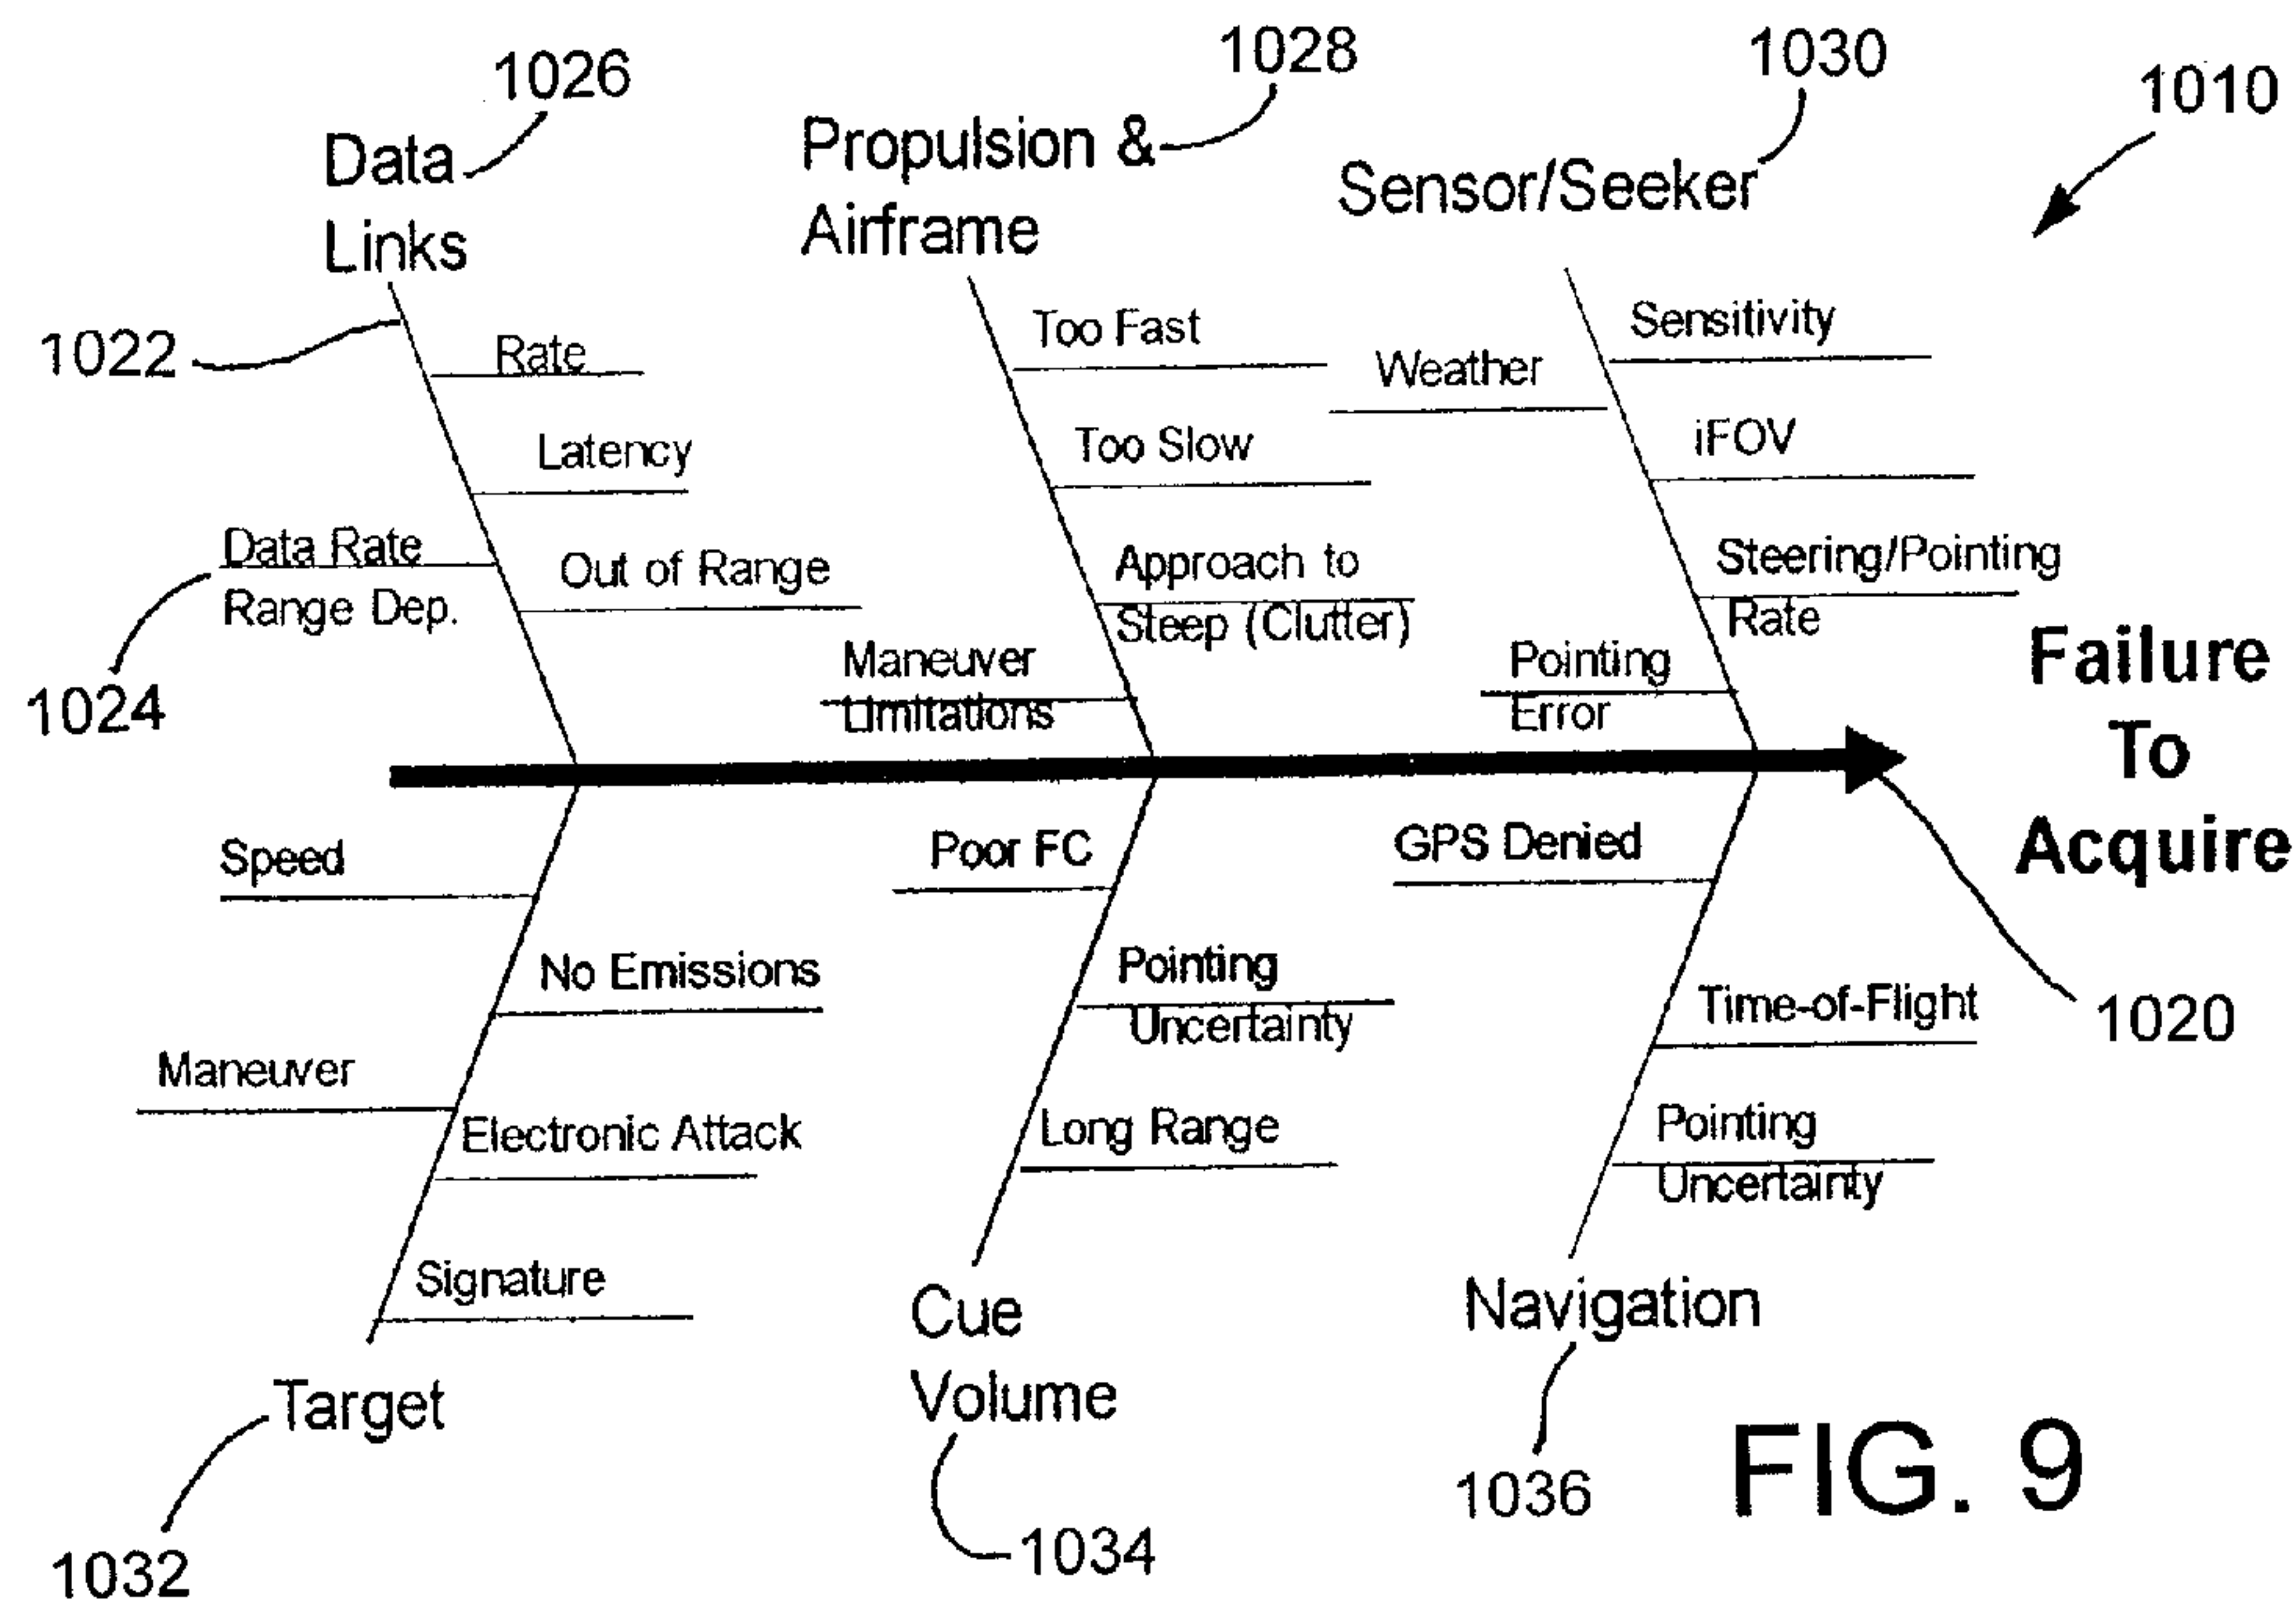 1026
1028
1030
1010
Data
Links
Propulsion &
Airframe
Sensor/Seeker
1022
Rate
Latency
Data Rate
Range Dep.
1024
Out of Range
Too Fast
Too Slow
Approach to
Steep (Clutter)
Maneuver
Limitations
Weather
Sensitivity
iFOV
Steering/Pointing
Rate
Pointing
Error
Failure
To
Acquire
1020
Speed
No Emissions
Maneuver
Electronic Attack
Signature
Target
1032
Poor FC
Pointing
Uncertainty
Long Range
Cue
Volume
1034
GPS Denied
Time-of-Flight
Pointing
Uncertainty
Navigation
1036
FIG. 9